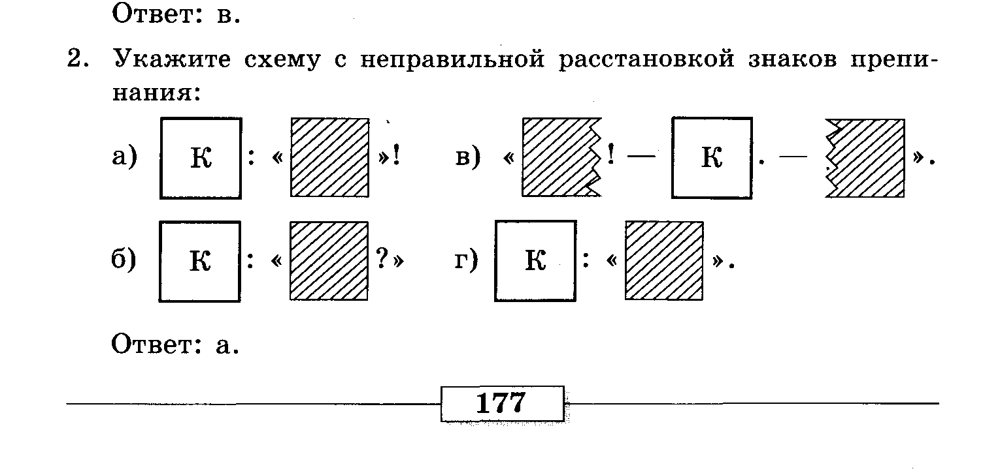 Ответ: в.
2. Укажите схему с неправильной расстановкой знаков препи-
нания:
а) К : « »! в) « ! — К . — ».
б) К : « ?» г) К : « ».
Ответ: а.
177